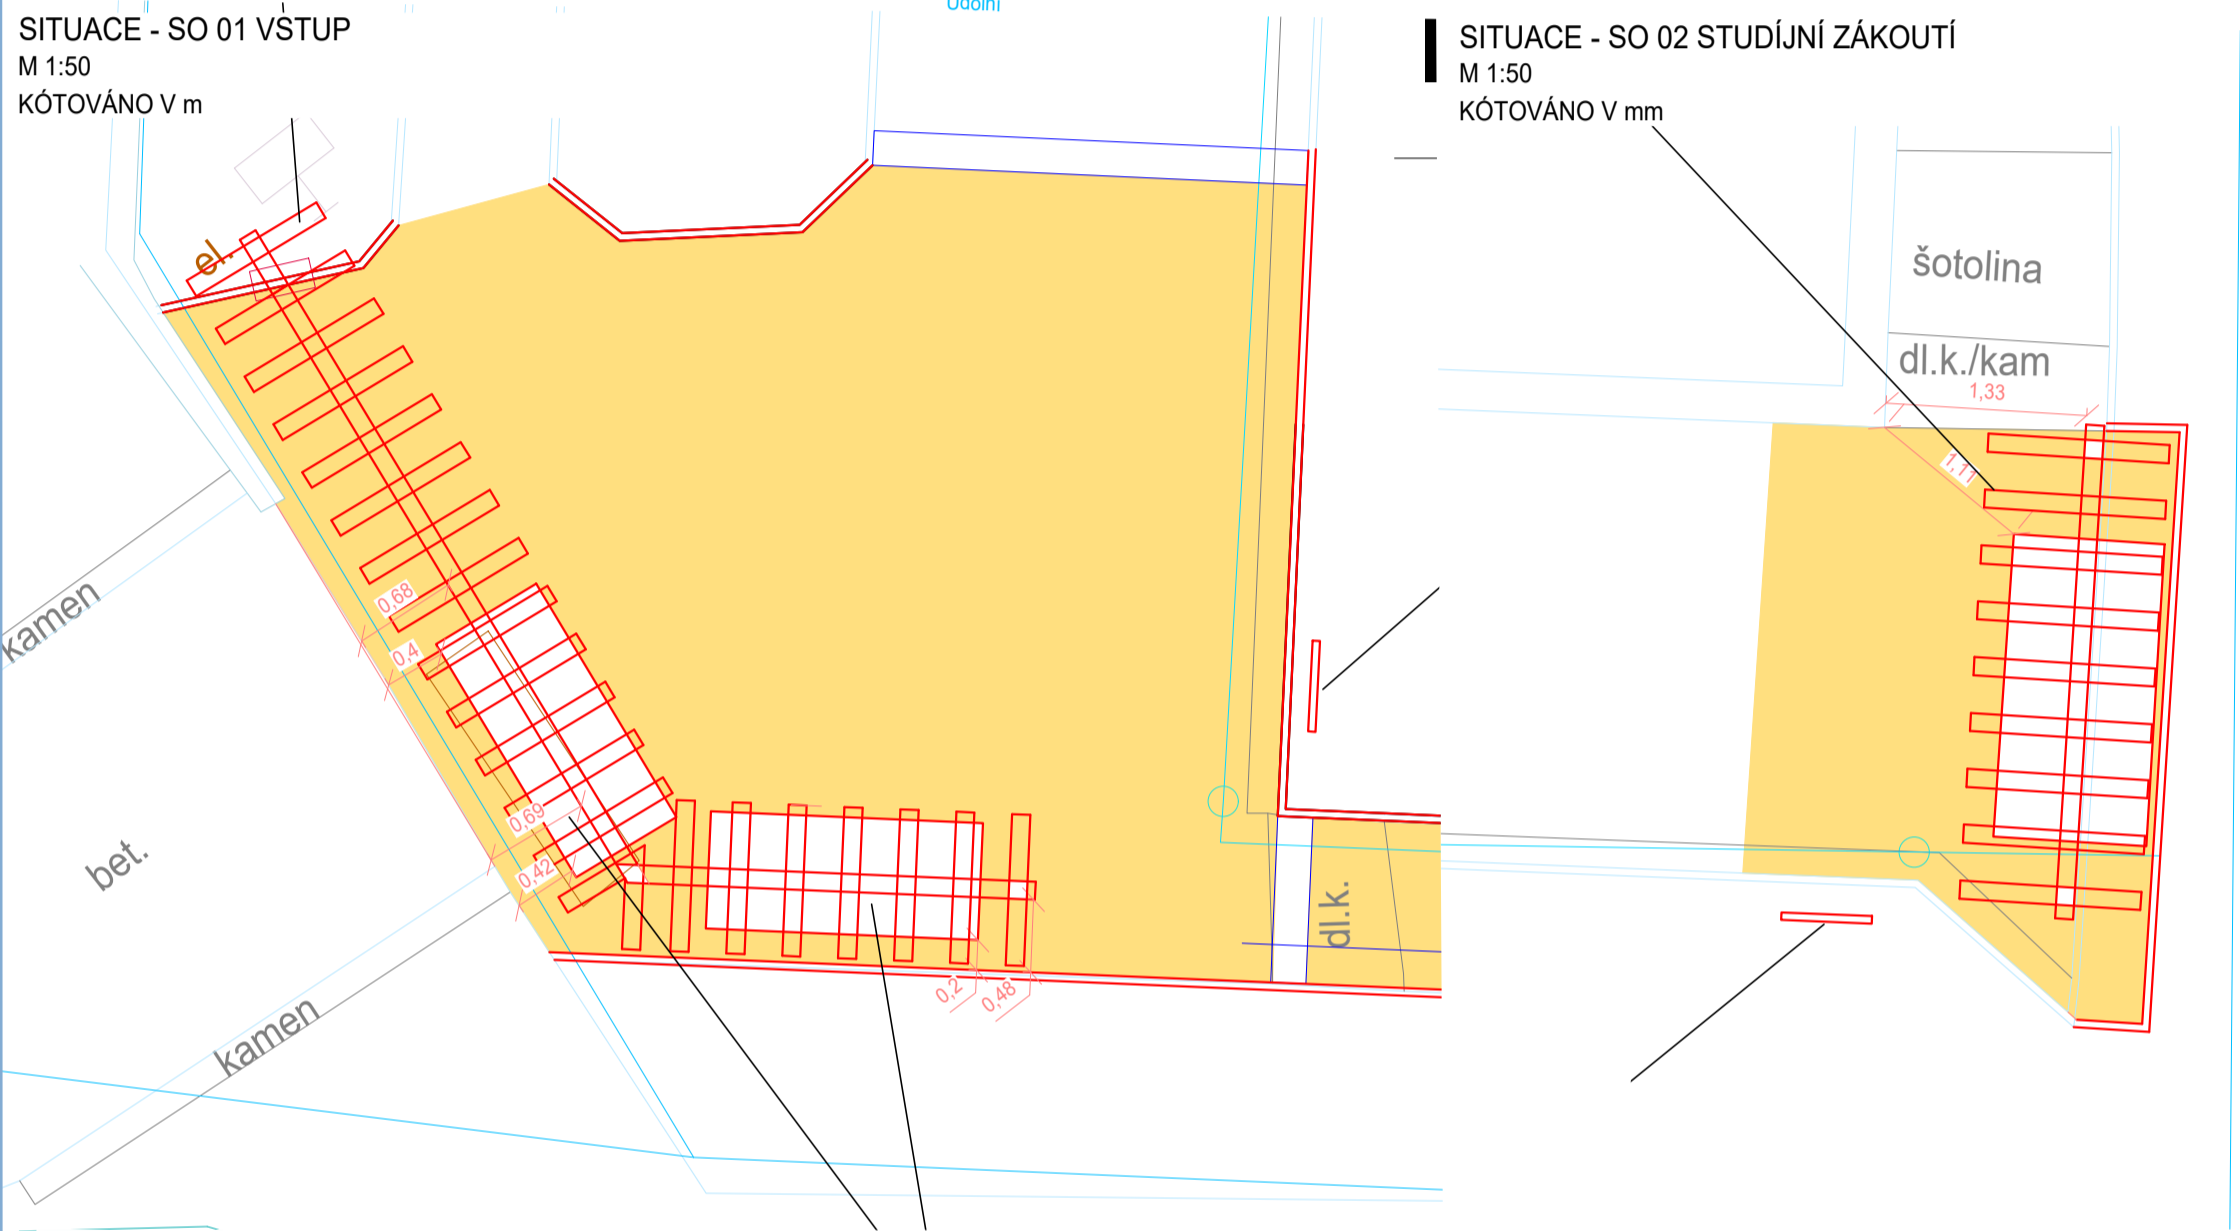 Údolní
SITUACE - SO 01 VSTUP
M 1:50
KÓTOVÁNO V m
el.
kamen
0,68
0,4
0,69
0,42
bet.
kamen
0,2
0,48
dl.k.
SITUACE - SO 02 STUDÍJNÍ ZÁKOUTÍ
M 1:50
KÓTOVÁNO V mm
šotolina
dl.k./kam
1,33
1,11